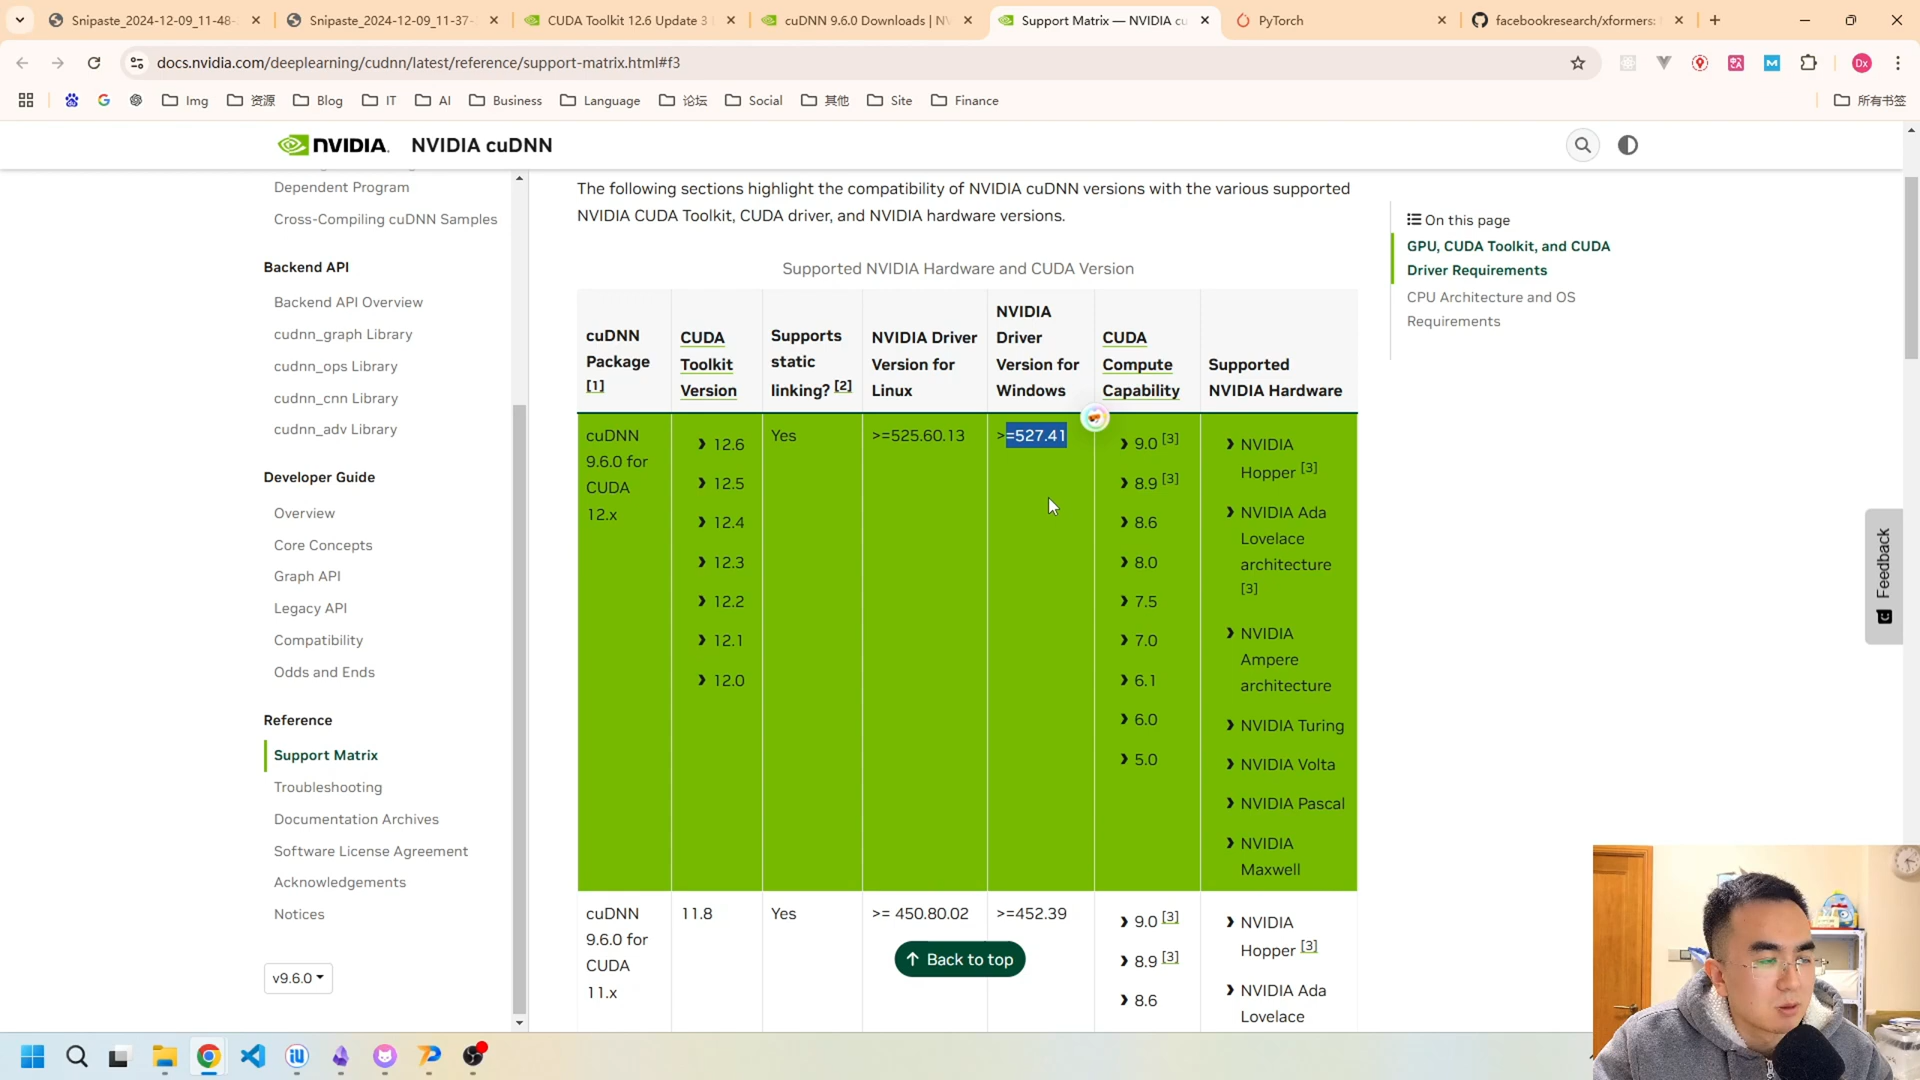 Snipaste_2024-12-09_11-48-
Snipaste_2024-12-09_11-37-
CUDA Toolkit 12.6 Update 3
cuDNN 9.6.0 Downloads | NV
Support Matrix — NVIDIA cu
PyTorch
facebookresearch/xformers:
docs.nvidia.com/deeplearning/cudnn/latest/reference/support-matrix.html#f3
Dx
Img
资源
Blog
IT
AI
Business
Language
论坛
Social
其他
Site
Finance
所有书签
NVIDIA.
NVIDIA cuDNN
Dependent Program
Cross-Compiling cuDNN Samples
Backend API
Backend API Overview
cudnn_graph Library
cudnn_ops Library
cudnn_cnn Library
cudnn_adv Library
Developer Guide
Overview
Core Concepts
Graph API
Legacy API
Compatibility
Odds and Ends
Reference
Support Matrix
Troubleshooting
Documentation Archives
Software License Agreement
Acknowledgements
Notices
v9.6.0
The following sections highlight the compatibility of NVIDIA cuDNN versions with the various supported
NVIDIA CUDA Toolkit, CUDA driver, and NVIDIA hardware versions.
Supported NVIDIA Hardware and CUDA Version
cuDNN
Package
[1]
CUDA
Toolkit
Version
Supports
static
linking? [2]
NVIDIA Driver
Version for
Linux
NVIDIA
Driver
Version for
Windows
CUDA
Compute
Capability
Supported
NVIDIA Hardware
cuDNN
9.6.0 for
CUDA
12.x
12.6
12.5
12.4
12.3
12.2
12.1
12.0
Yes
>=525.60.13
>=527.41
9.0 [3]
8.9 [3]
8.6
8.0
7.5
7.0
6.1
6.0
5.0
NVIDIA
Hopper [3]
NVIDIA Ada
Lovelace
architecture
[3]
NVIDIA
Ampere
architecture
NVIDIA Turing
NVIDIA Volta
NVIDIA Pascal
NVIDIA
Maxwell
cuDNN
9.6.0 for
CUDA
11.x
11.8
Yes
>= 450.80.02
>=452.39
9.0 [3]
8.9 [3]
8.6
NVIDIA
Hopper [3]
NVIDIA Ada
Lovelace
Back to top
On this page
GPU, CUDA Toolkit, and CUDA
Driver Requirements
CPU Architecture and OS
Requirements
Feedback